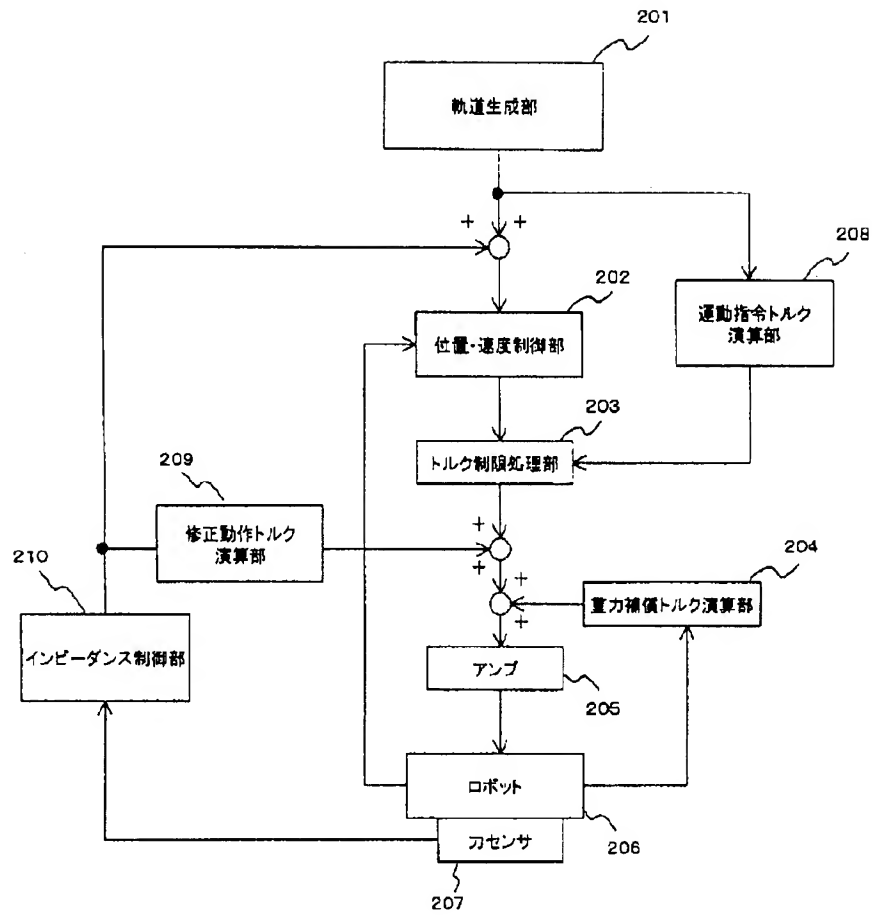 201
軌道生成部
+ +
208
運動指令トルク
演算部
202
位置・速度制御部
203
トルク制限処理部
209
修正動作トルク
演算部
+
+
204
重力補償トルク演算部
+
+
210
インピーダンス制御部
アンプ
205
ロボット
206
力センサ
207